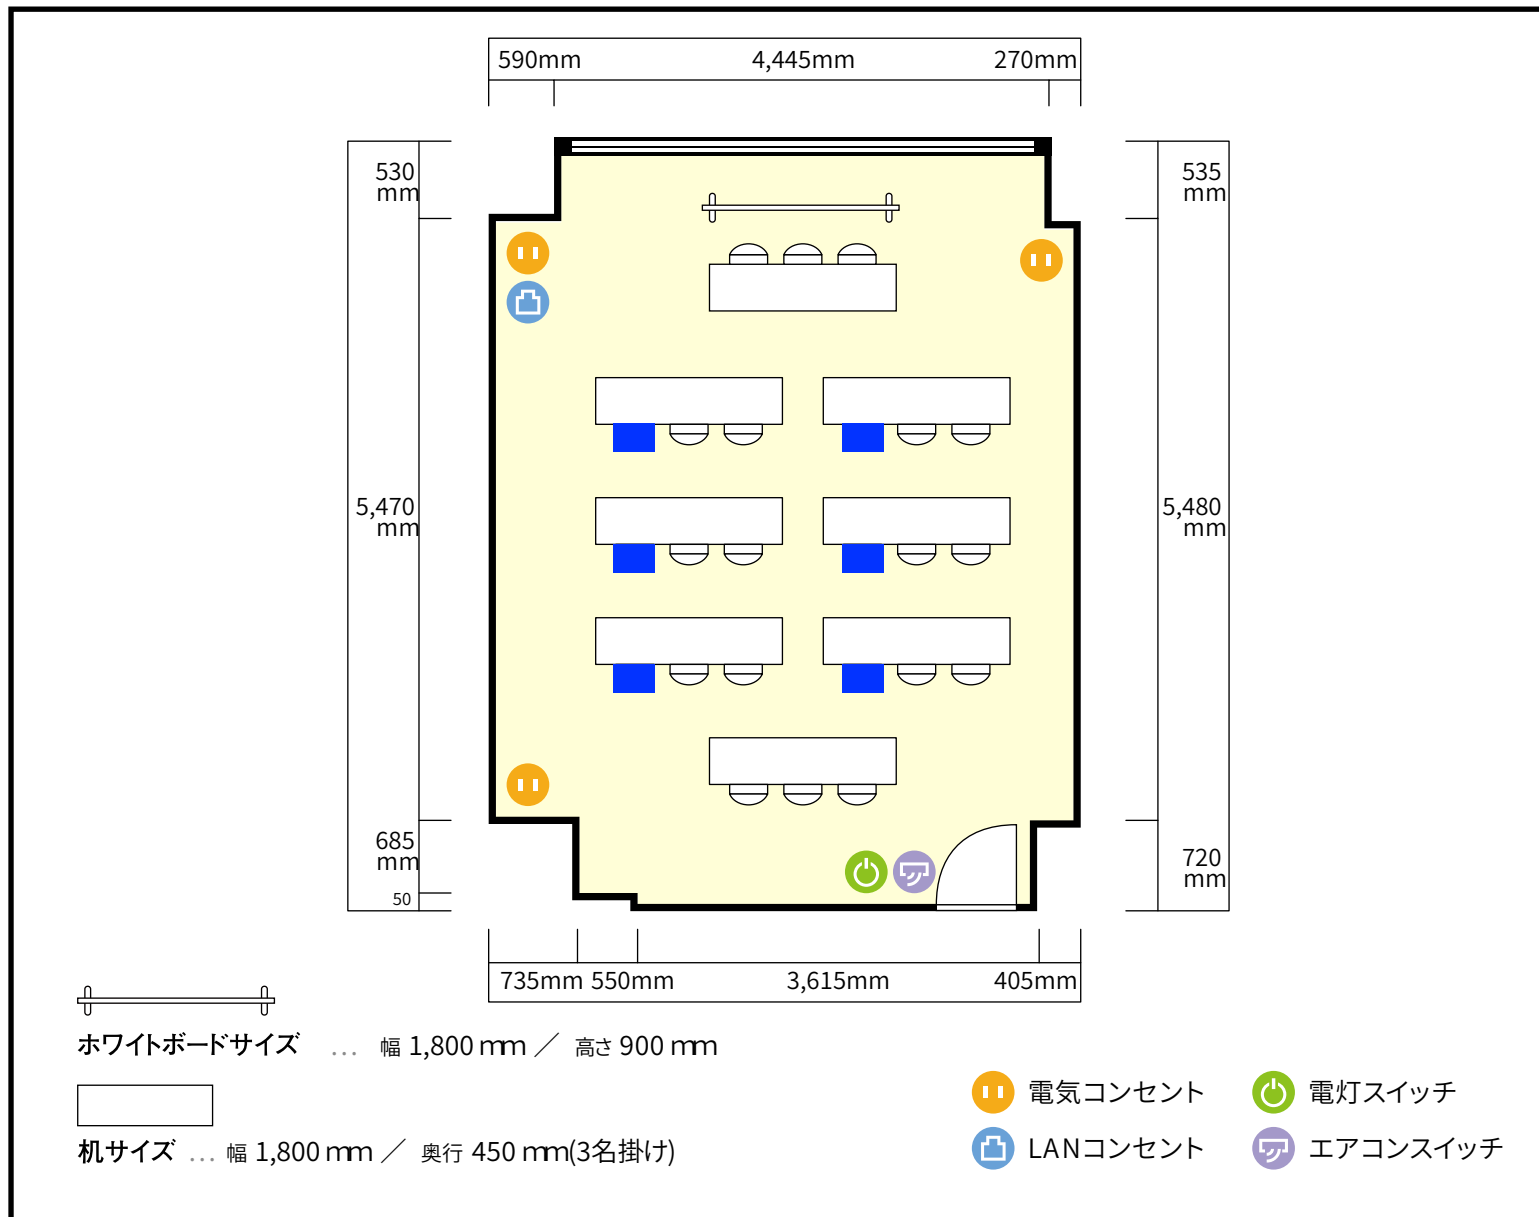 590mm 4,445mm 270mm
530
mm
535
mm
5,470
mm
5,480
mm
685
mm
720
mm
50
735mm 550mm 3,615mm 405mm
ホワイトボードサイズ … 幅 1,800 mm ／ 高さ 900 mm
机サイズ … 幅 1,800 mm ／ 奥行 450 mm(3名掛け)
電気コンセント 電灯スイッチ
LANコンセント エアコンスイッチ